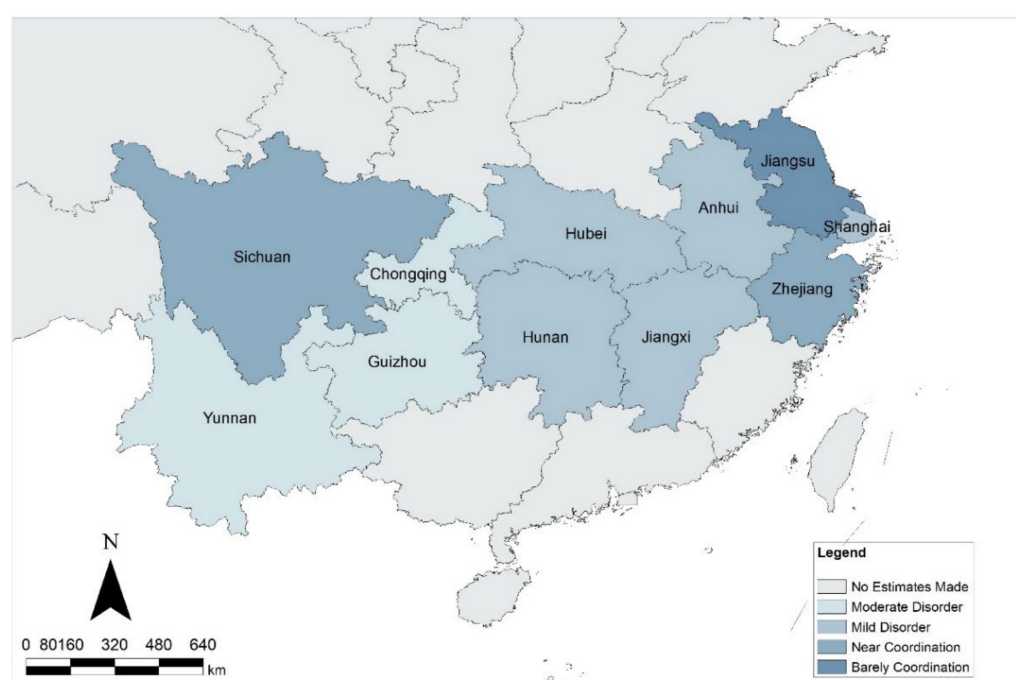 Jiangsu
Anhui
Shanghai
Hubei
Sichuan
Chongqing
Zhejiang
Hunan
Jiangxi
Guizhou
Yunnan
N
0 80160 320 480 640
km
Legend
No Estimates Made
Moderate Disorder
Mild Disorder
Near Coordination
Barely Coordination